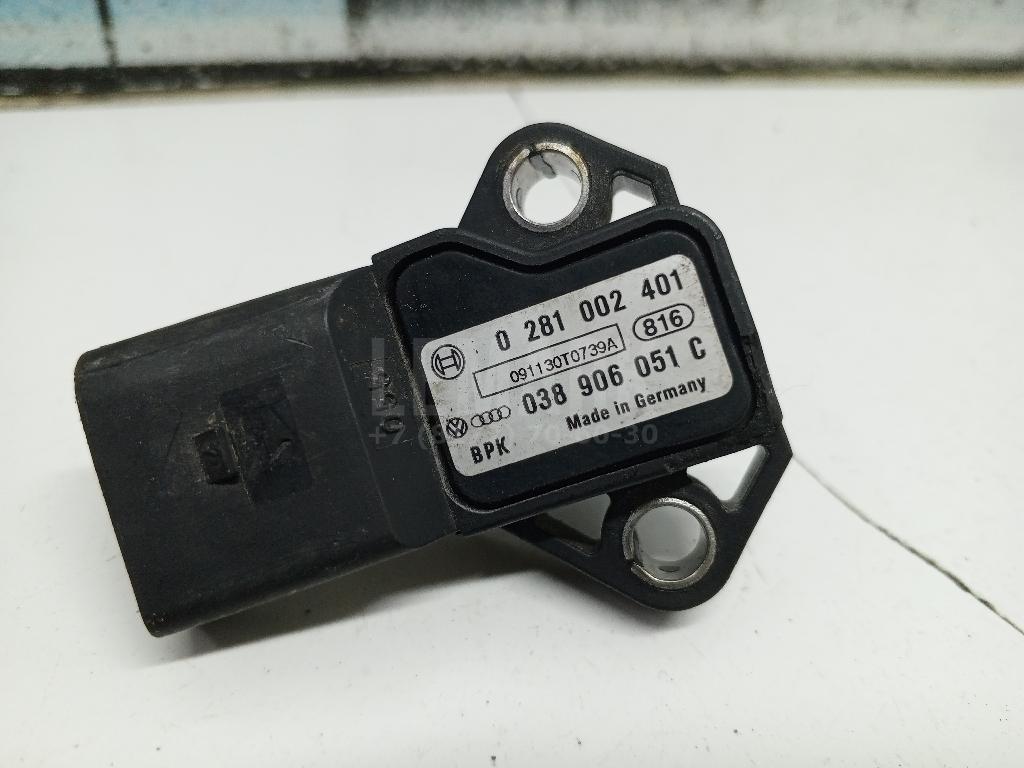 0 281 002 401
091130T0739A
816
038 906 051 C
Made in Germany
BPK